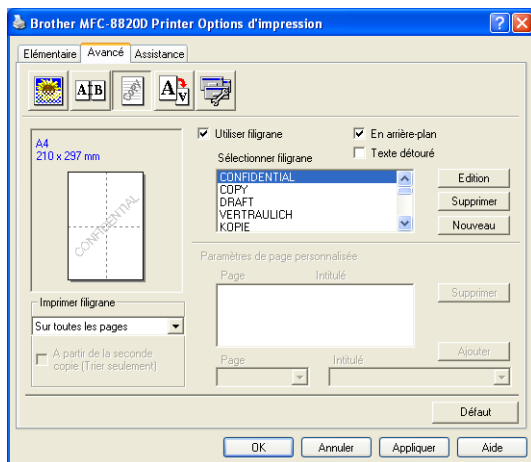 Brother MFC-8820D Printer Options d'impression
Elémentaire
Avancé
Assistance
A B
COPY
A A
A4
210 x 297 mm
CONFIDENTIAL
Utiliser filigrane
En arrière-plan
Texte détouré
Sélectionner filigrane
CONFIDENTIAL
COPY
DRAFT
VERTRAULICH
KOPIE
Edition
Supprimer
Nouveau
Imprimer filigrane
Sur toutes les pages
A partir de la seconde
copie (Trier seulement)
Paramètres de page personnalisée
Page
Intitulé
Supprimer
Ajouter
Page
Intitulé
Défaut
OK
Annuler
Appliquer
Aide